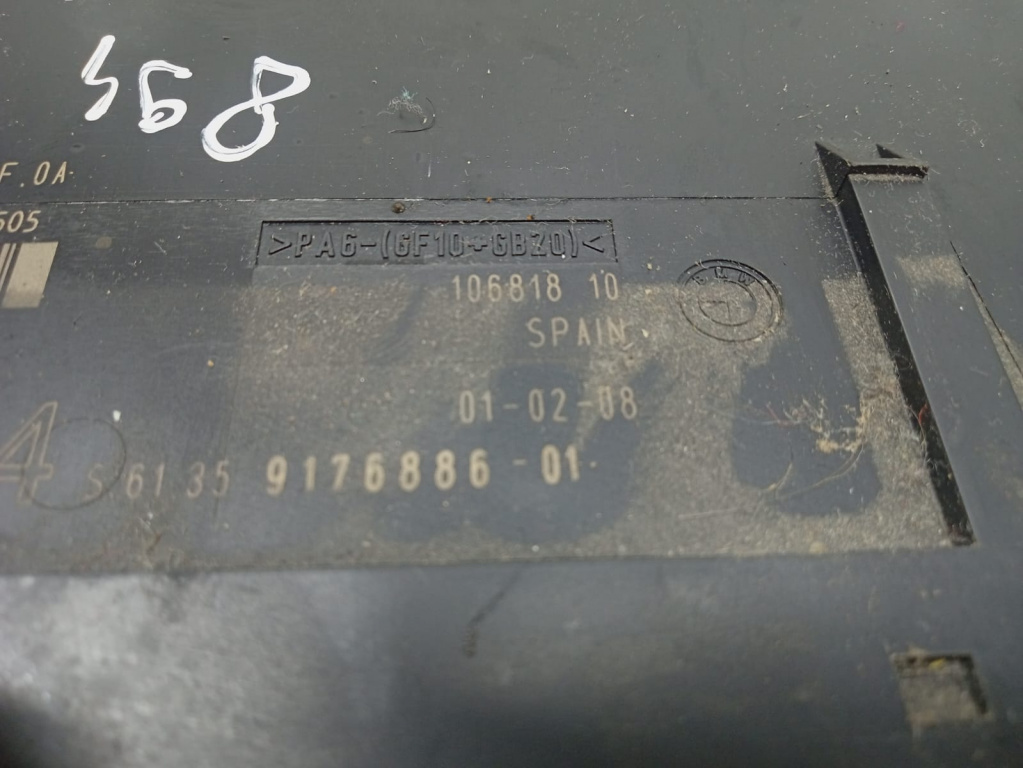 568
F.0A
505
>PA6-(GF10+GB20)<
106818 10
SPAIN
01-02-08
4
S 61.35 9176886-01